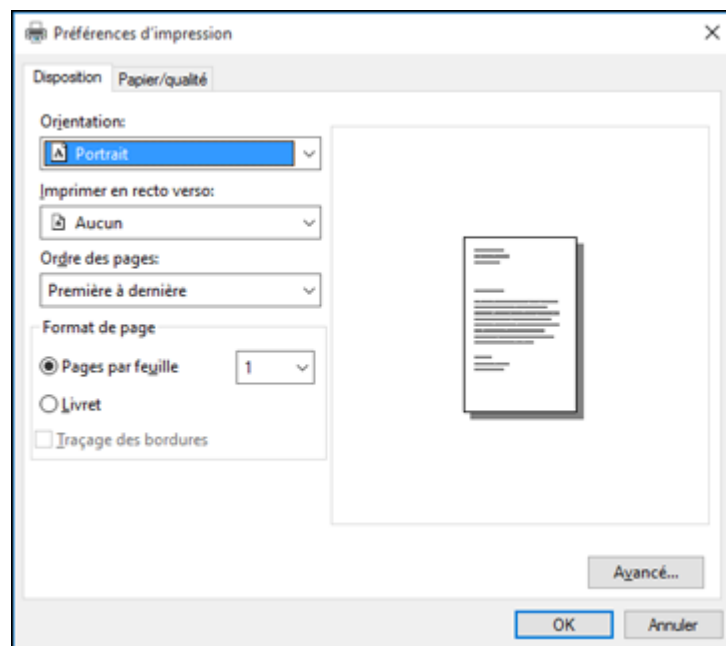 Préférences d'impression
Disposition
Papier/qualité
Orientation:
Portrait
Imprimer en recto verso:
Aucun
Ordre des pages:
Première à dernière
Format de page
Pages par feuille
1
Livret
Traçage des bordures
Avancé...
OK
Annuler